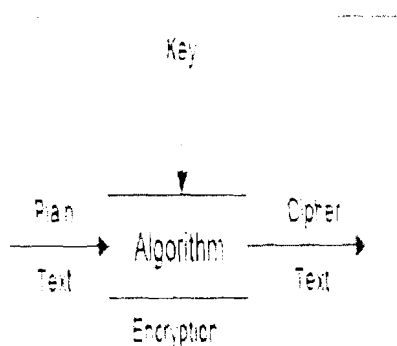 Key
Plain
Text
Algorithm
Cipher
Text
Encryption